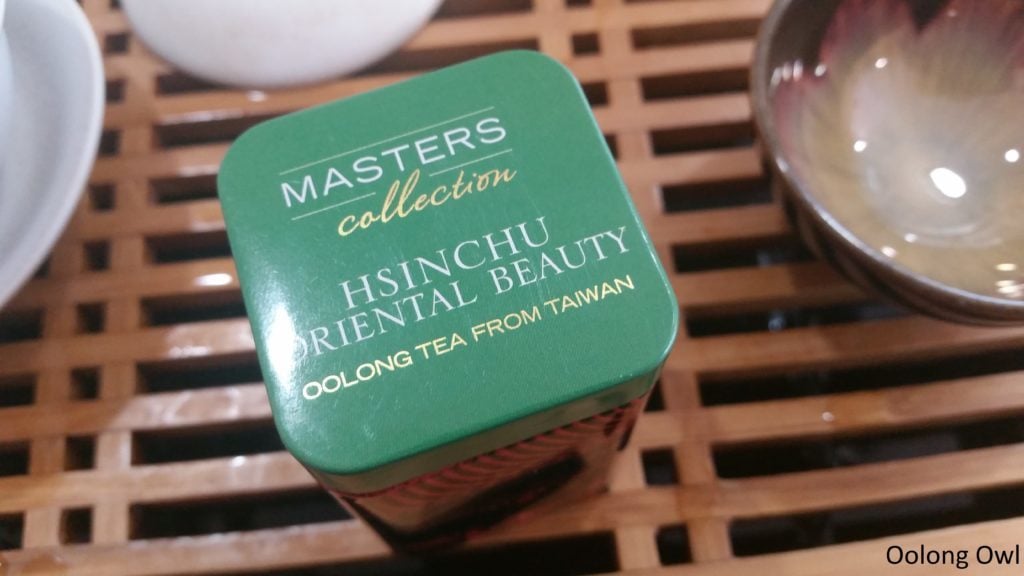 MASTERS
collection
HSINCHU
ORIENTAL BEAUTY
OOLONG TEA FROM TAIWAN
Oolong Owl